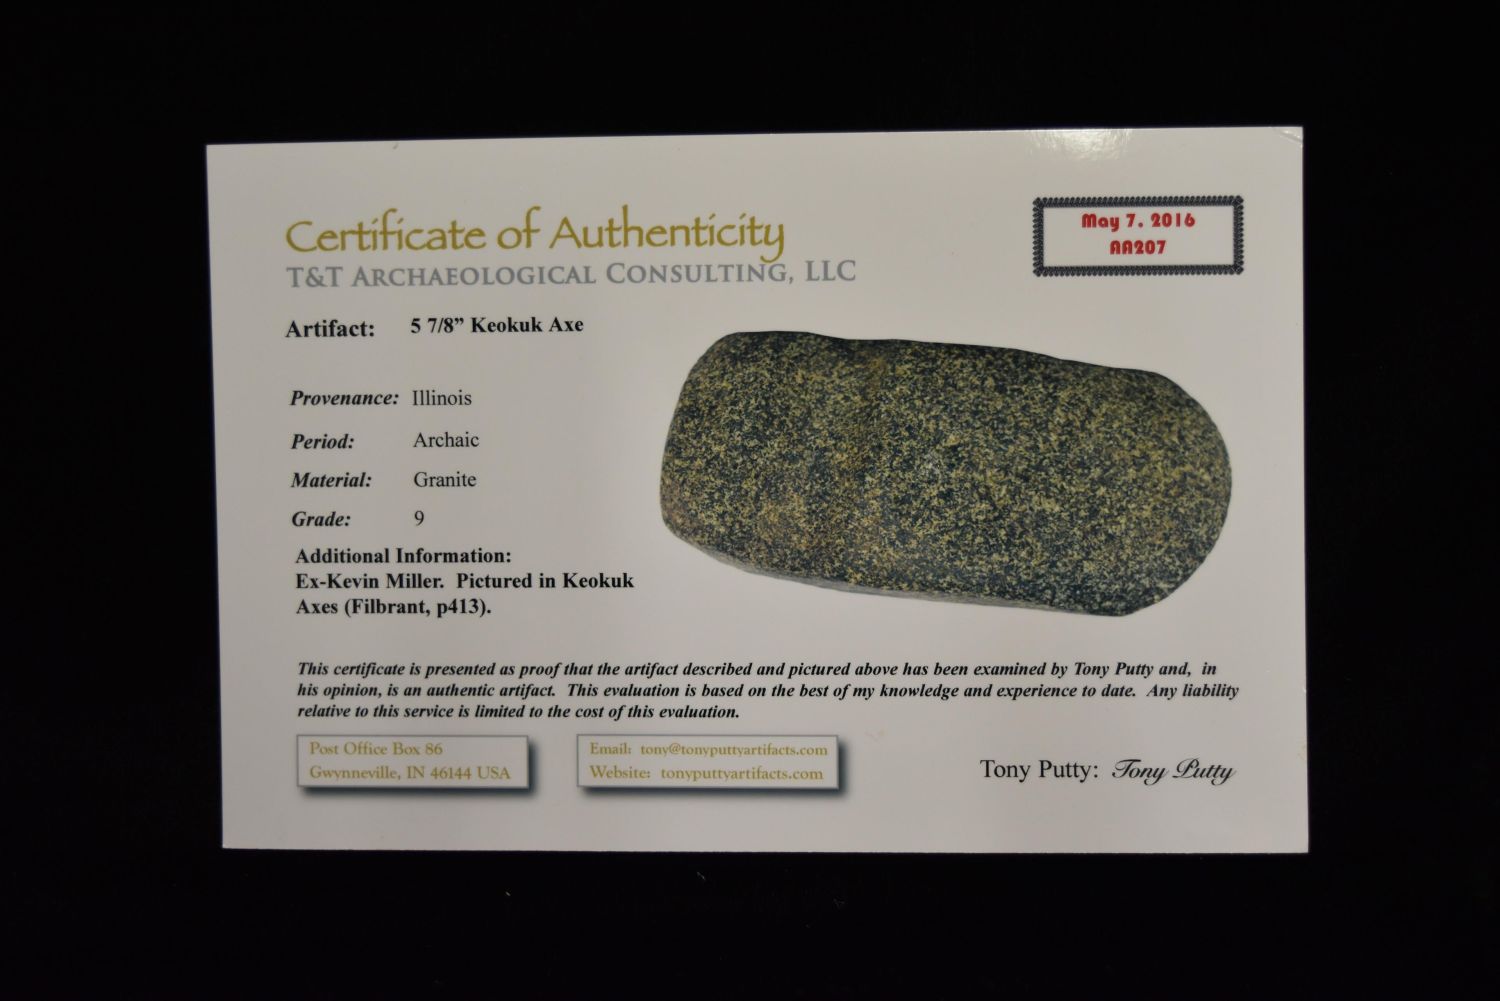 Certificate of Authenticity
T&T Archaeological Consulting, LLC
May 7. 2016
AA207
Artifact: 5 7/8” Keokuk Axe
Provenance: Illinois
Period: Archaic
Material: Granite
Grade: 9
Additional Information:
Ex-Kevin Miller. Pictured in Keokuk
Axes (Filbrant, p413).
This certificate is presented as proof that the artifact described and pictured above has been examined by Tony Putty and, in
his opinion, is an authentic artifact. This evaluation is based on the best of my knowledge and experience to date. Any liability
relative to this service is limited to the cost of this evaluation.
Post Office Box 86
Gwynneville, IN 46144 USA
Email: tony@tonyputtyartifacts.com
Website: tonyputtyartifacts.com
Tony Putty: Tony Putty